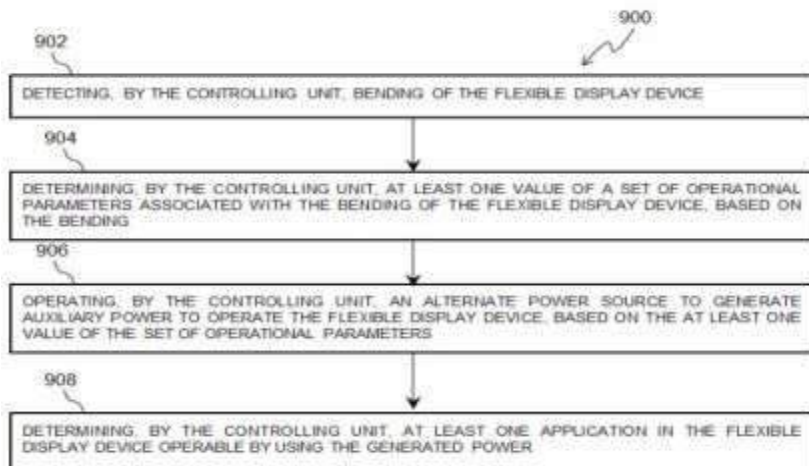 900
902
DETECTING, BY THE CONTROLLING UNIT, BENDING OF THE FLEXIBLE DISPLAY DEVICE
904
DETERMINING, BY THE CONTROLLING UNIT, AT LEAST ONE VALUE OF A SET OF OPERATIONAL
PARAMETERS ASSOCIATED WITH THE BENDING OF THE FLEXIBLE DISPLAY DEVICE, BASED ON
THE BENDING
906
OPERATING, BY THE CONTROLLING UNIT, AN ALTERNATE POWER SOURCE TO GENERATE
AUXILIARY POWER TO OPERATE THE FLEXIBLE DISPLAY DEVICE, BASED ON THE AT LEAST ONE
VALUE OF THE SET OF OPERATIONAL PARAMETERS
908
DETERMINING, BY THE CONTROLLING UNIT, AT LEAST ONE APPLICATION IN THE FLEXIBLE
DISPLAY DEVICE OPERABLE BY USING THE GENERATED POWER